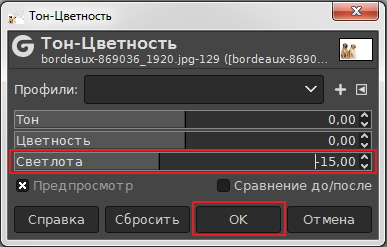 Тон-Цветность
Тон-Цветность
bordeaux-869036_1920.jpg-129 ([bordeaux-8690...
Профили:
Тон 0,00
Цветность 0,00
Светлота -15,00
Предпросмотр Сравнение до/после
Справка Сбросить OK Отмена